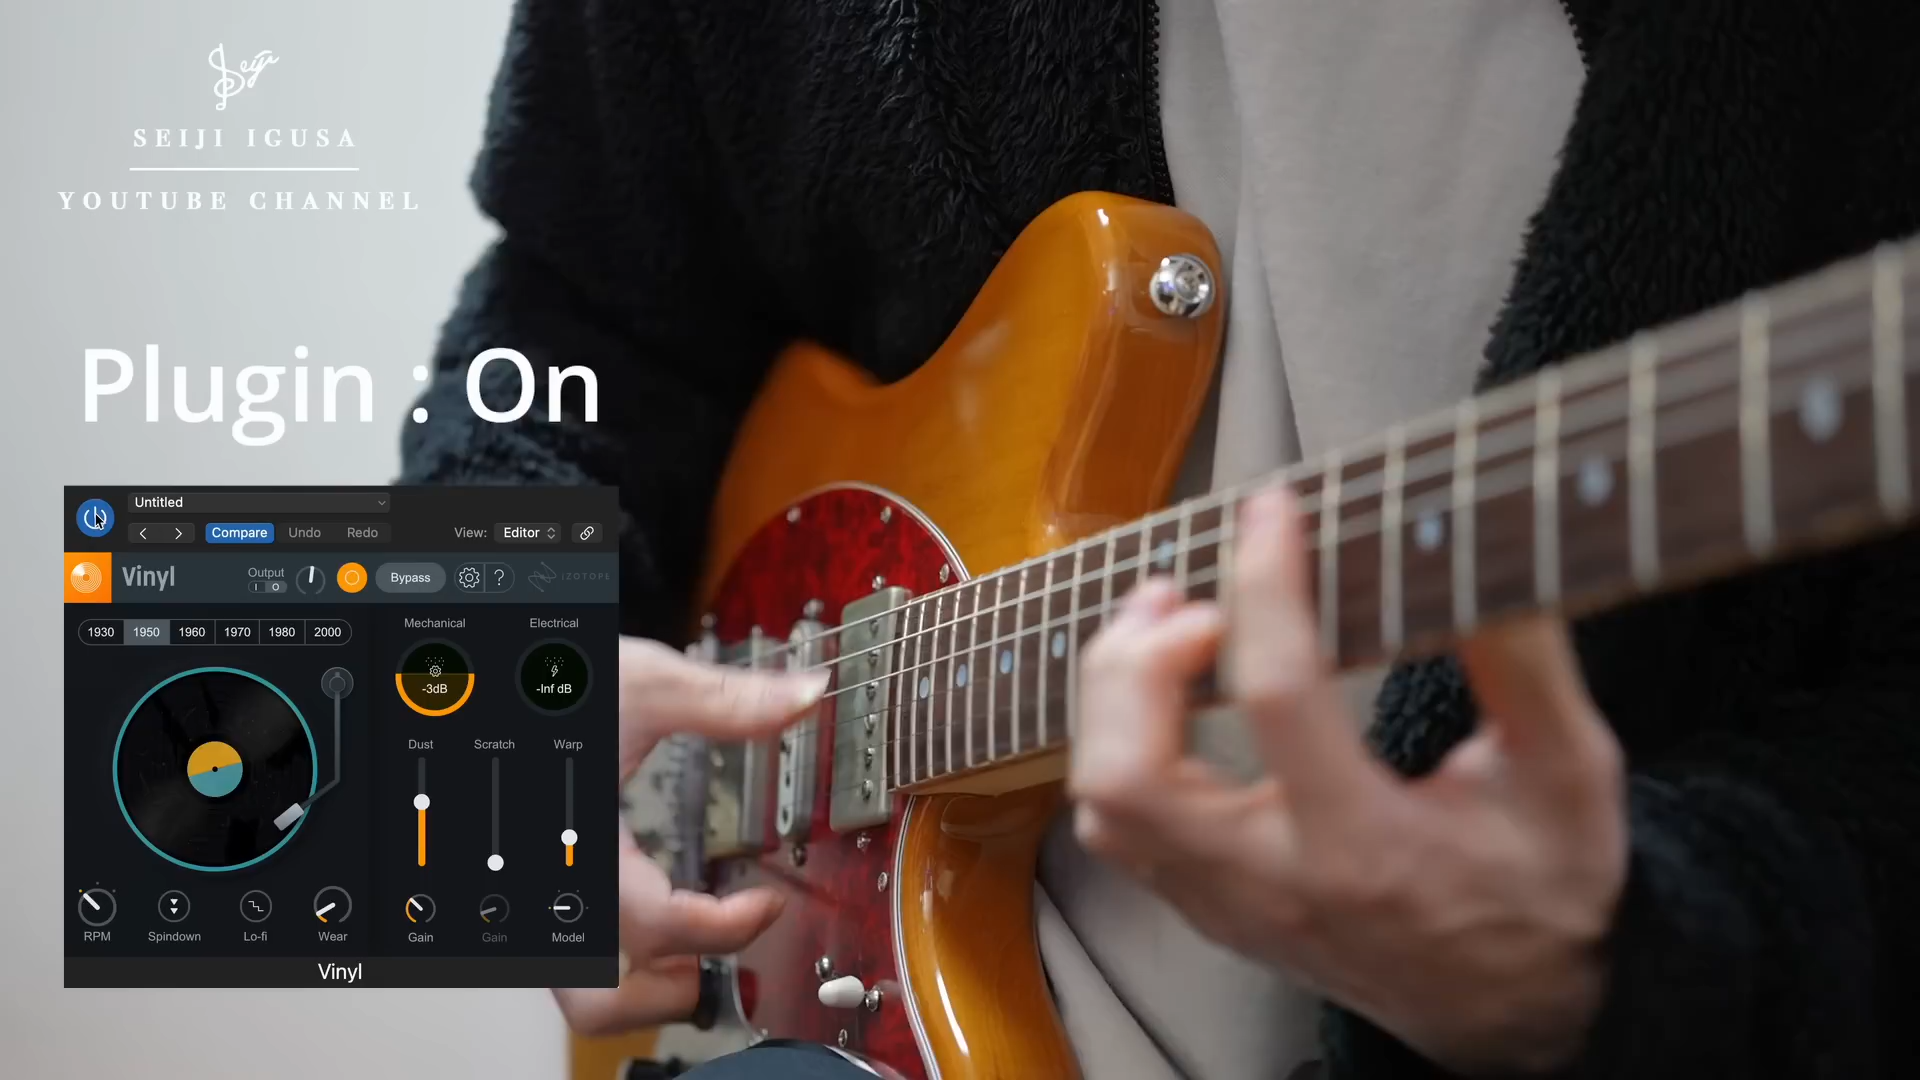 Seiji
SEIJI IGUSA
YOUTUBE CHANNEL
Plugin : On
Untitled
Compare Undo Redo View: Editor
Vinyl Output I O Bypass ? IZOTOPE
1930 1950 1960 1970 1980 2000
Mechanical Electrical
-3dB -Inf dB
Dust Scratch Warp
RPM Spindown Lo-fi Wear Gain Gain Model
Vinyl